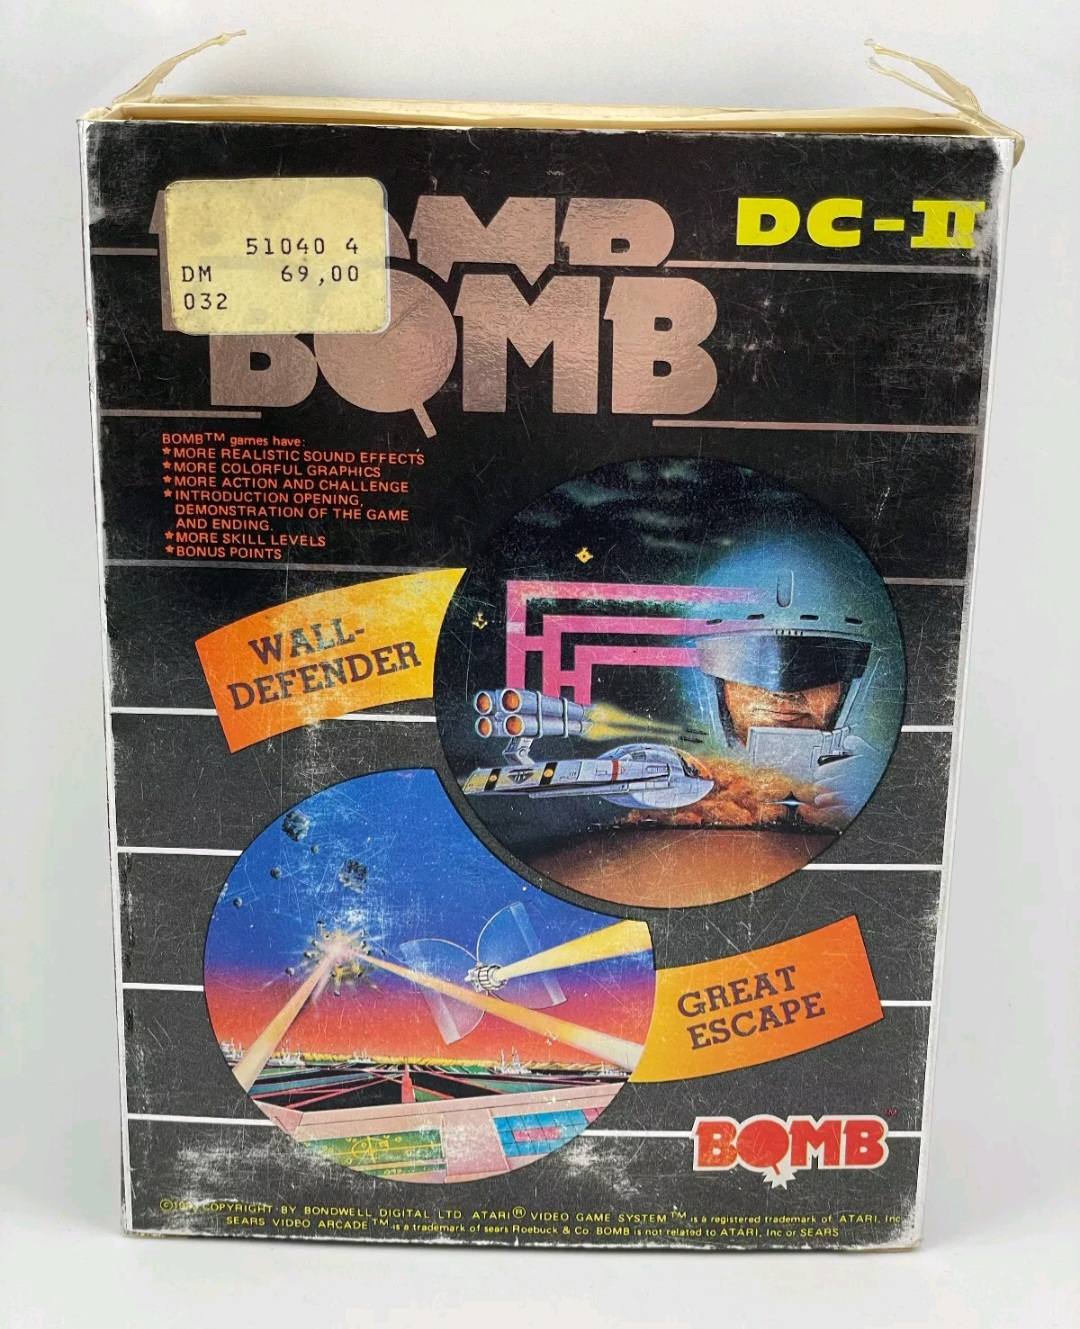 51040 4
DM 69,00
032
BOMB
DC-II
BOMB
BOMB™ games have:
*MORE REALISTIC SOUND EFFECTS
*MORE COLORFUL GRAPHICS
*MORE ACTION AND CHALLENGE
*INTRODUCTION OPENING,
DEMONSTRATION OF THE GAME
AND ENDING.
*MORE SKILL LEVELS
*BONUS POINTS
WALL-
DEFENDER
GREAT
ESCAPE
BOMB™
COPYRIGHT BY BONDWELL DIGITAL LTD. ATARI® VIDEO GAME SYSTEM™ is a registered trademark of ATARI, Inc
SEARS VIDEO ARCADE™ is a trademark of sears Roebuck & Co. BOMB is not related to ATARI, Inc or SEARS